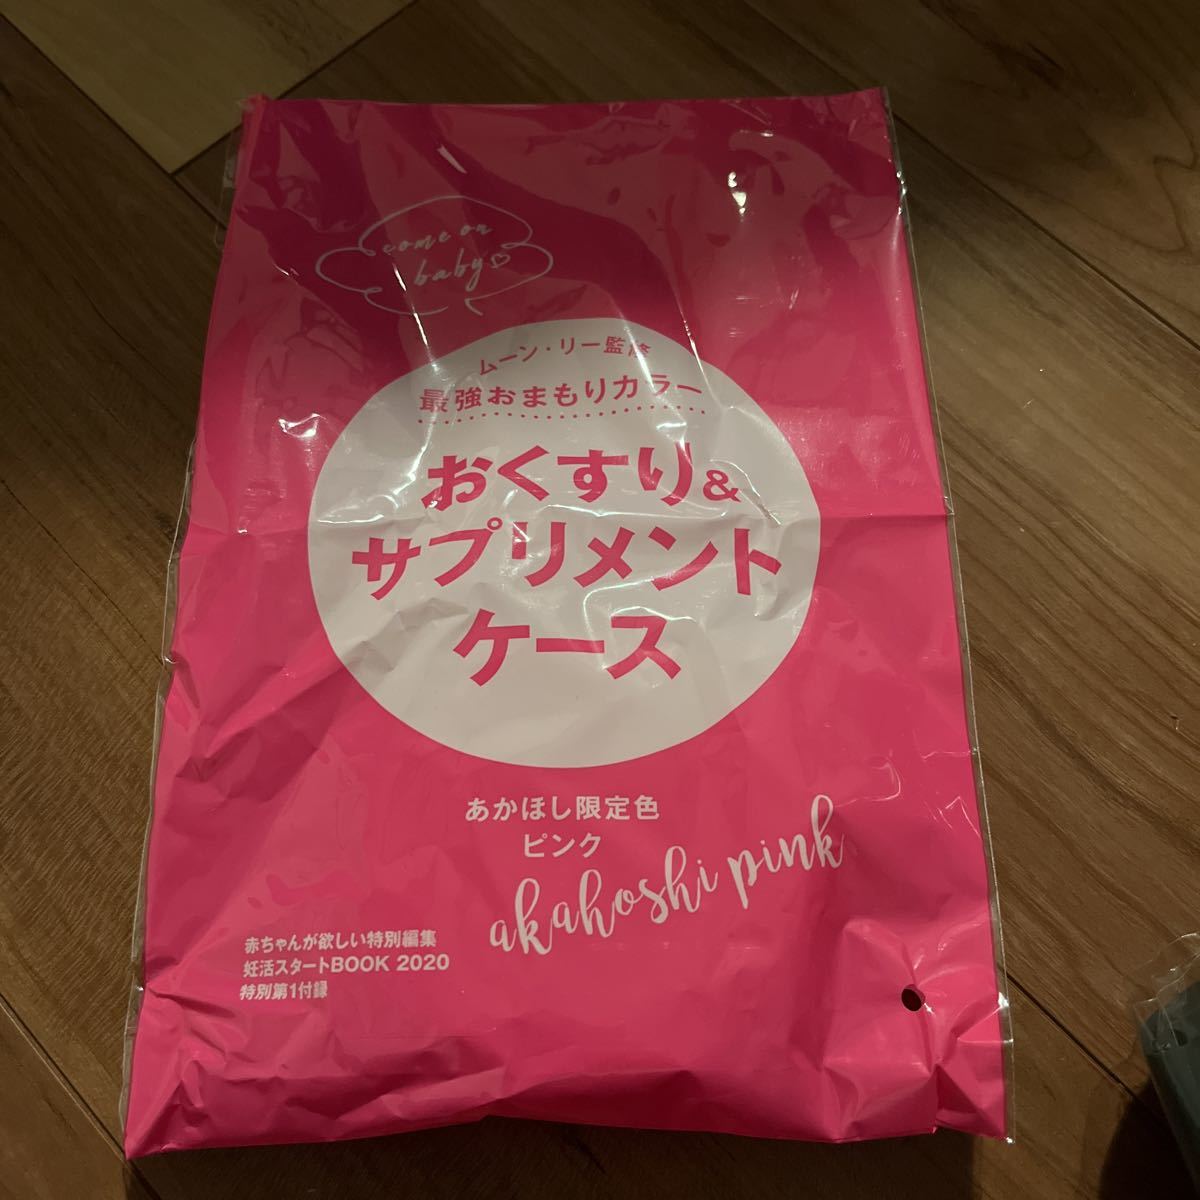 come on
baby♡
ムーン・リー監修
最強おまもりカラー
おくすり&
サプリメント
ケース
あかほし限定色
ピンク
akahoshi pink
赤ちゃんが欲しい特別編集
妊活スタートBOOK 2020
特別第1付録